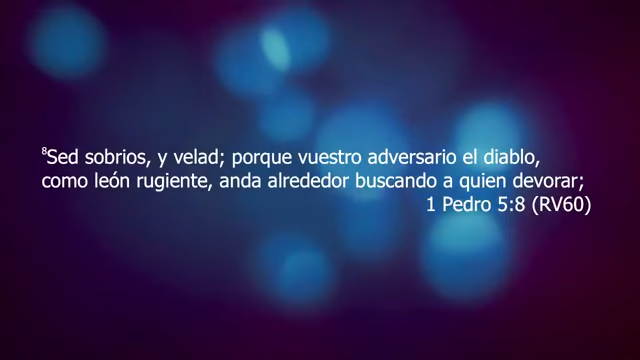 ⁸Sed sobrios, y velad; porque vuestro adversario el diablo,
como león rugiente, anda alrededor buscando a quien devorar;
1 Pedro 5:8 (RV60)